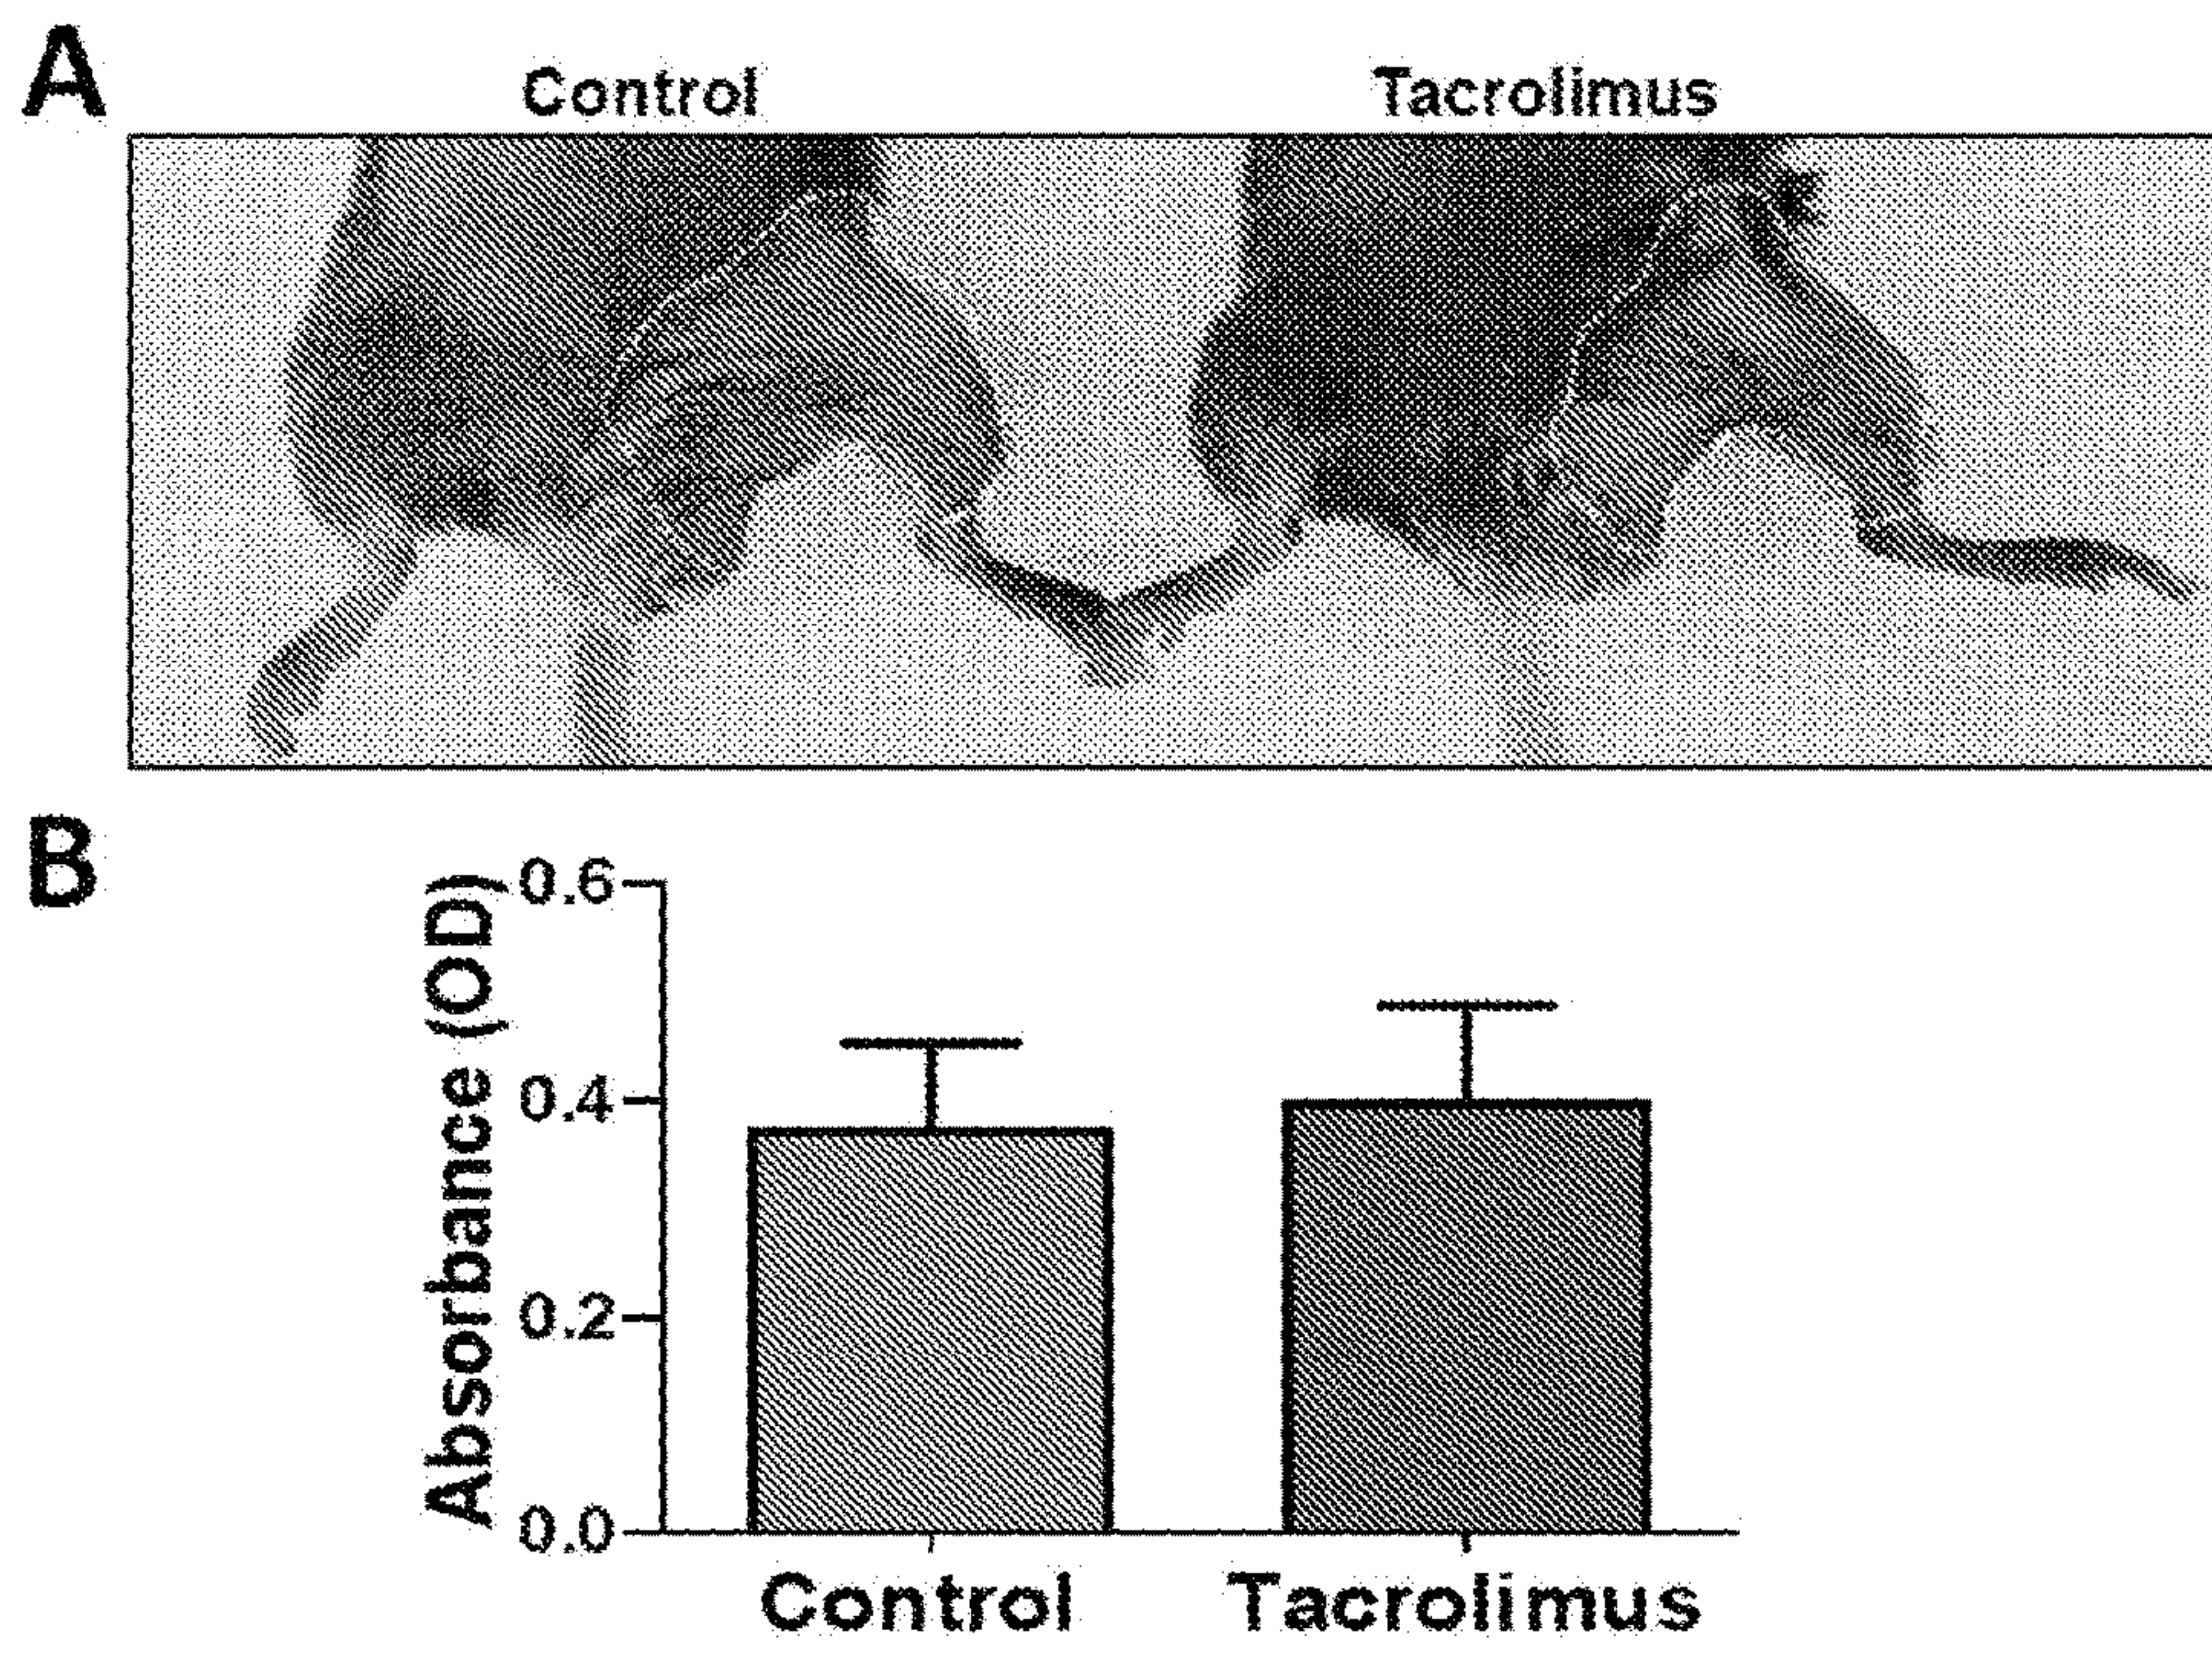 A
Control
Tacrolimus
B
Absorbance (OD)
0.6
0.4
0.2
0.0
Control
Tacrolimus